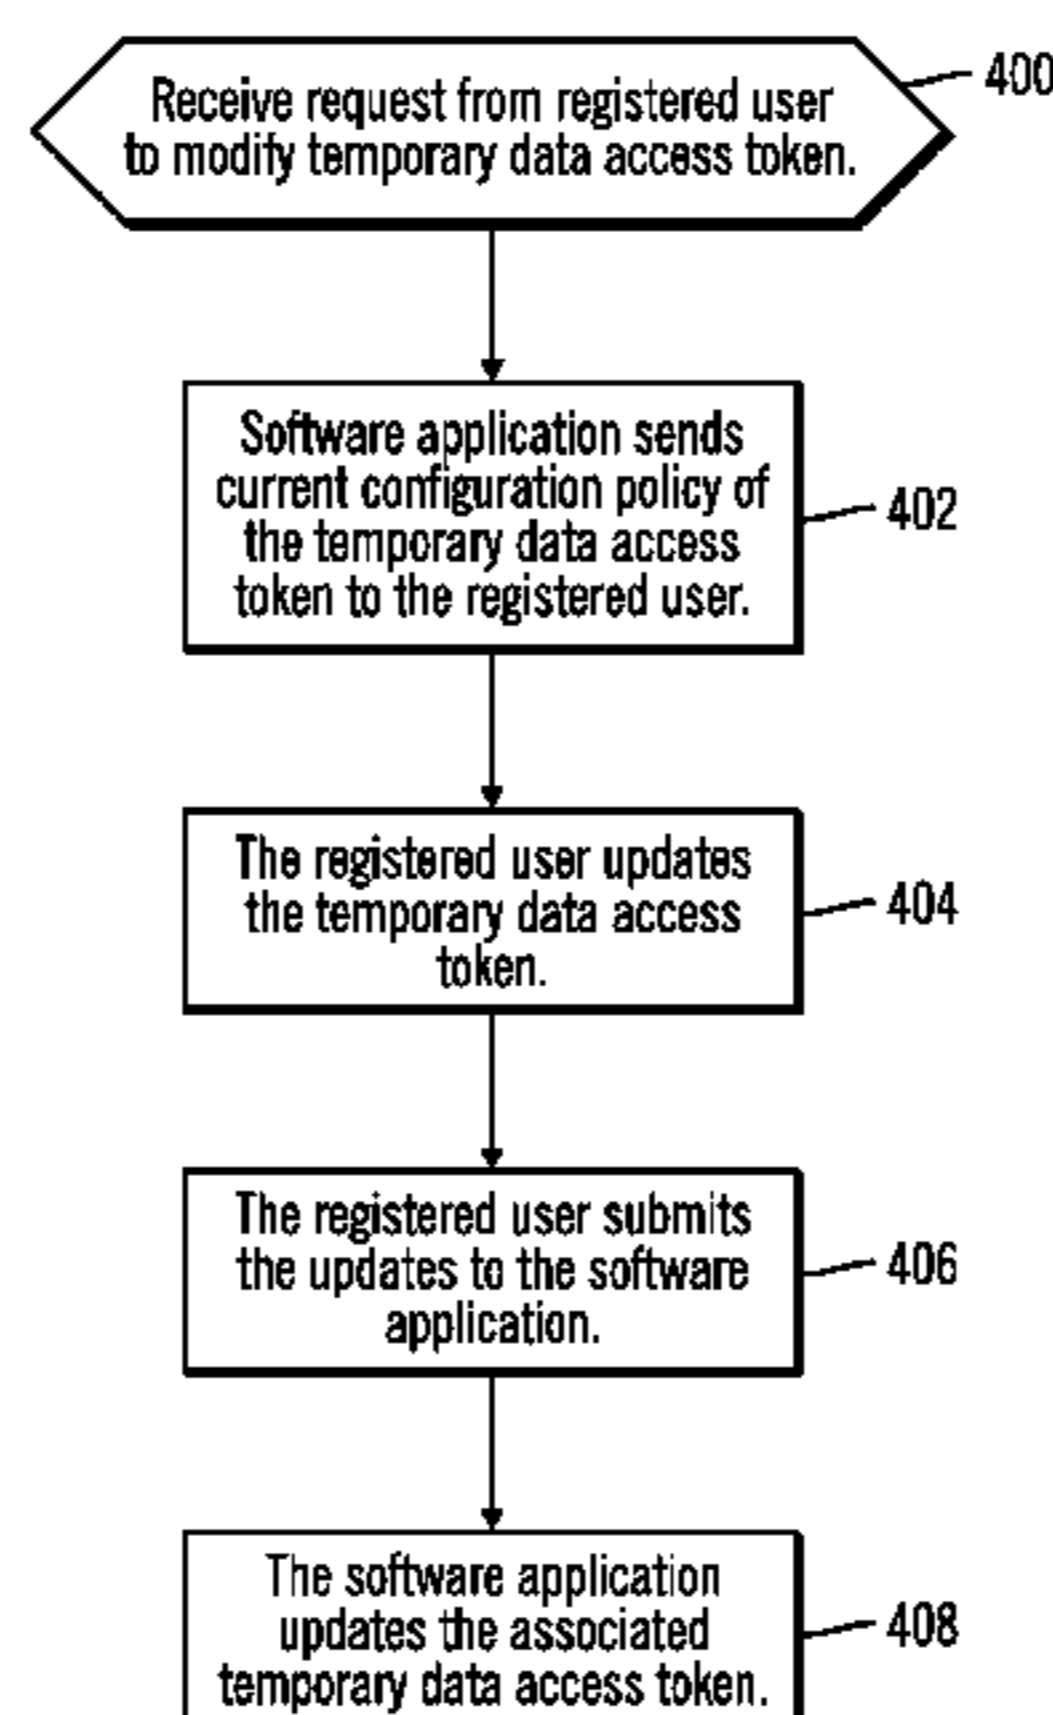 400
Receive request from registered user
to modify temporary data access token.
Software application sends
current configuration policy of
the temporary data access
token to the registered user.
402
The registered user updates
the temporary data access
token.
404
The registered user submits
the updates to the software
application.
406
The software application
updates the associated
temporary data access token.
408